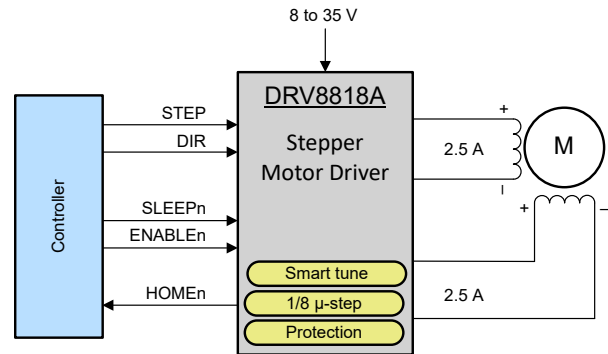 8 to 35 V
DRV8818A
Stepper
Motor Driver
Controller
STEP
DIR
SLEEPn
ENABLEn
HOMEn
Smart tune
1/8 µ-step
Protection
+
2.5 A
–
M
+
–
2.5 A